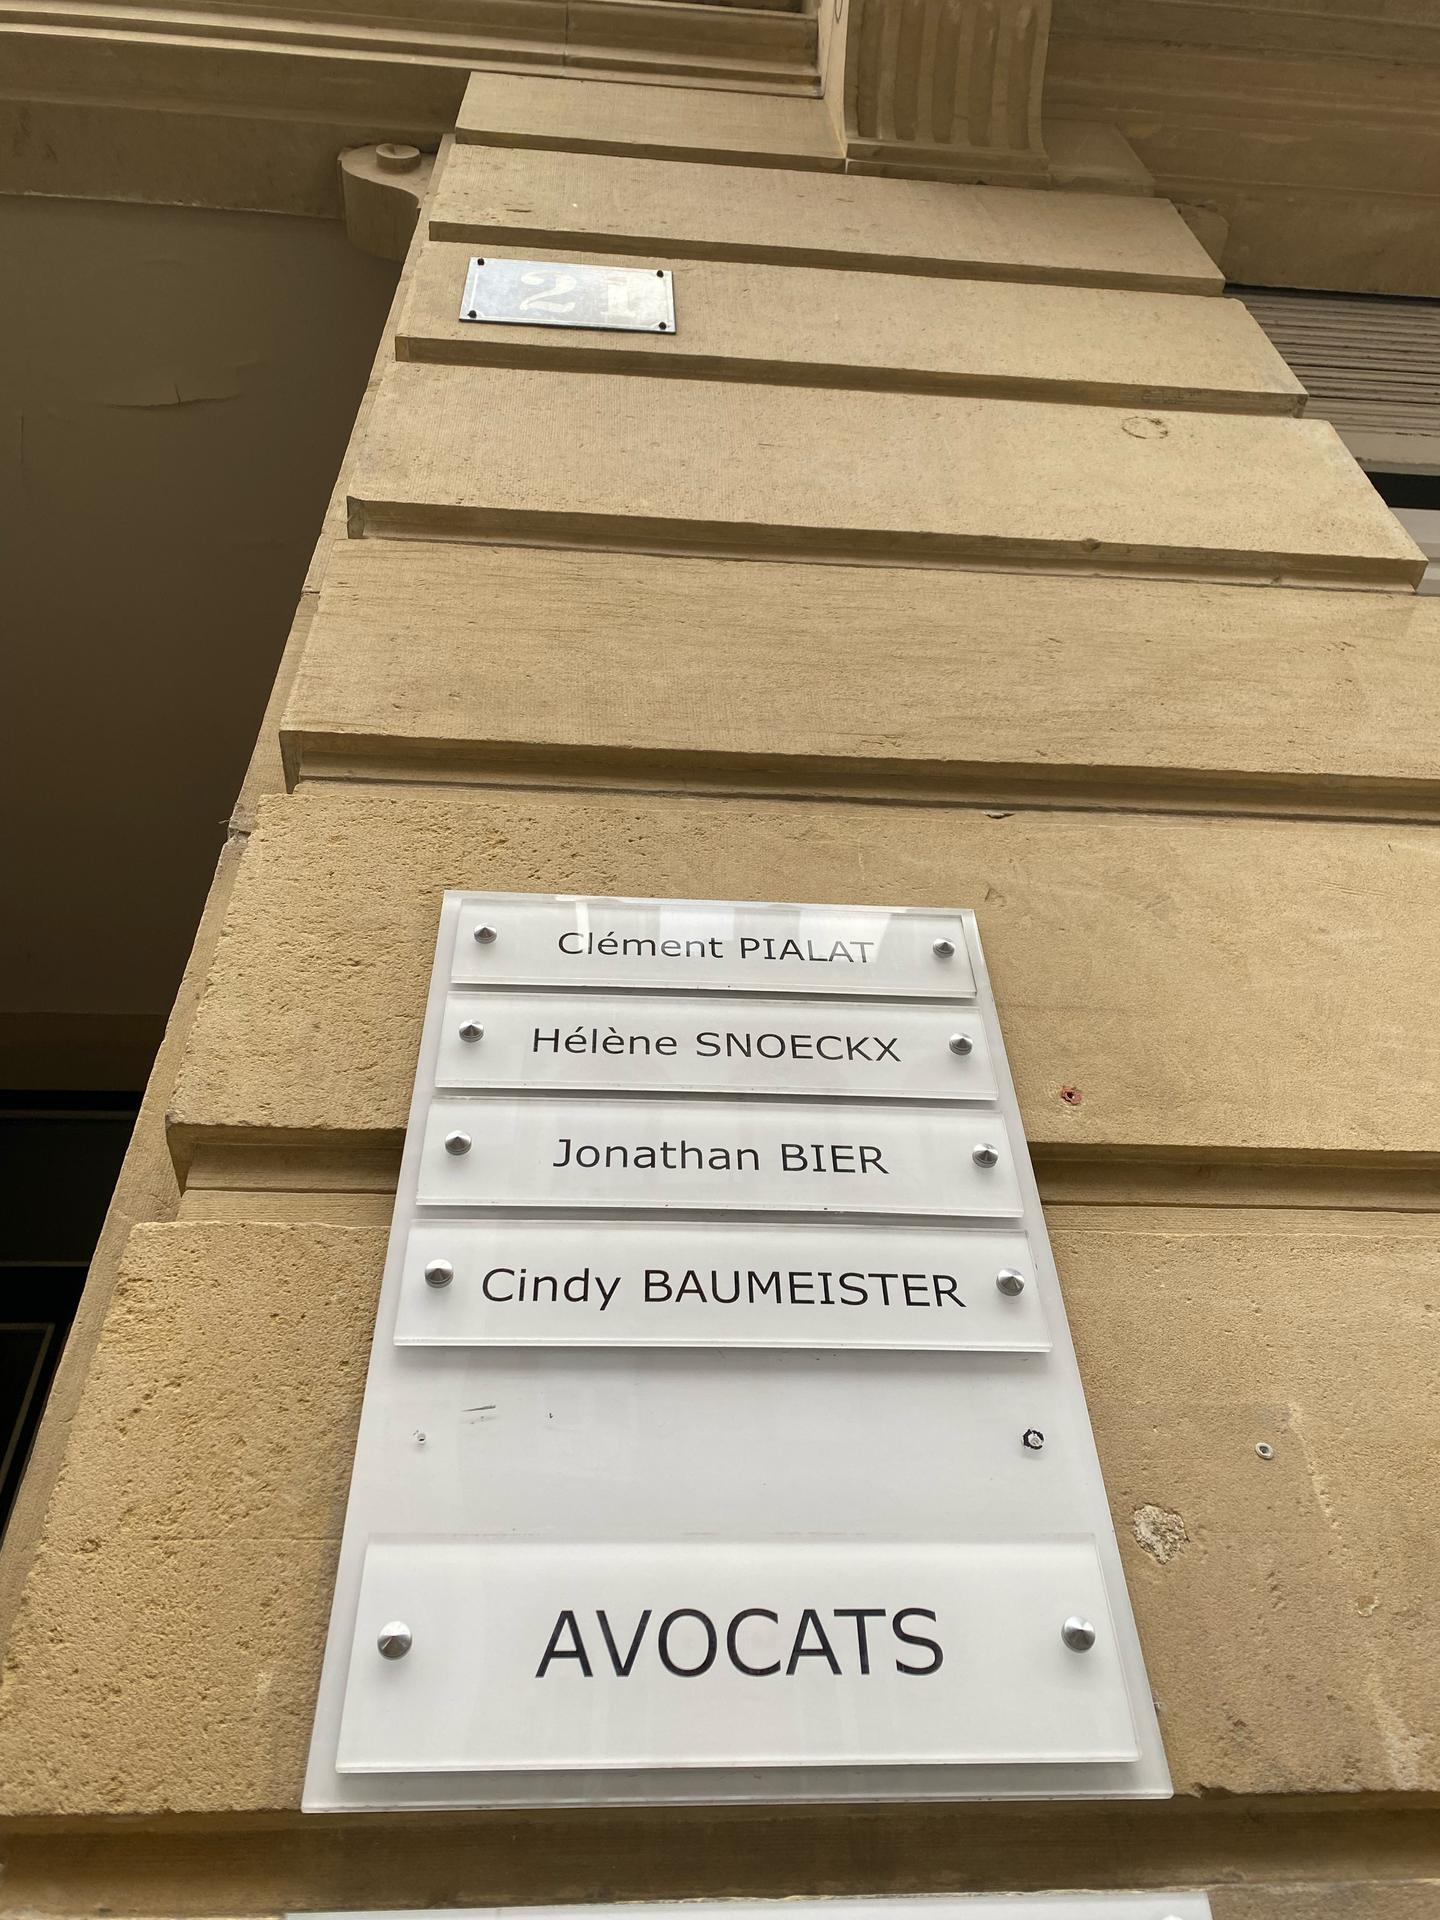 21
Clément PIALAT
Hélène SNOECKX
Jonathan BIER
Cindy BAUMEISTER
AVOCATS